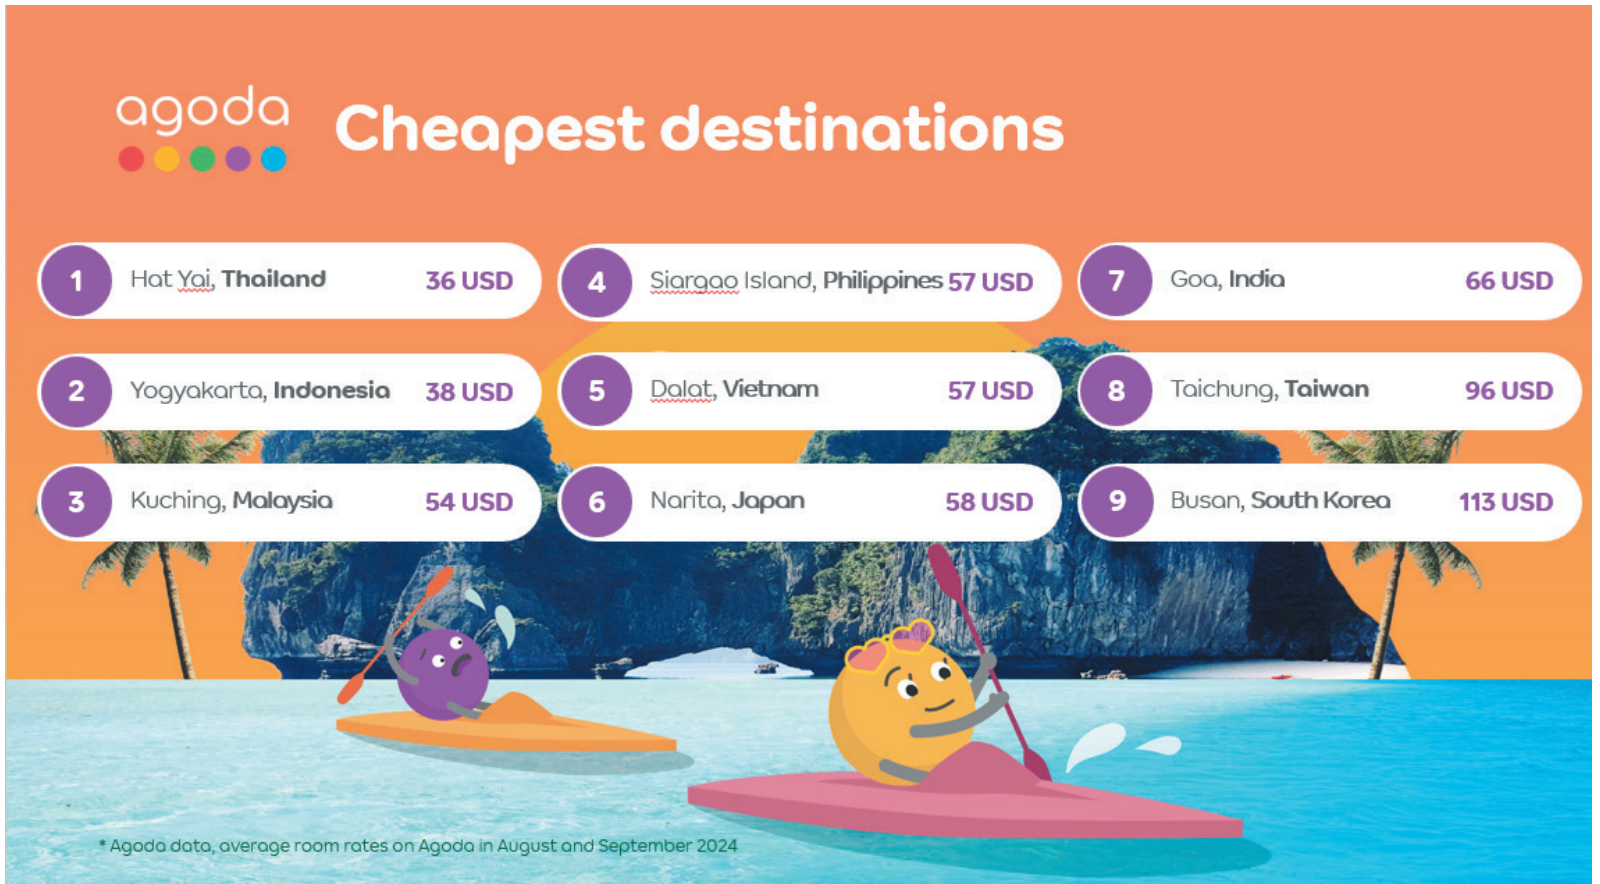 agoda
Cheapest destinations
1 Hat Yai, Thailand 36 USD
2 Yogyakarta, Indonesia 38 USD
3 Kuching, Malaysia 54 USD
4 Siargao Island, Philippines 57 USD
5 Dalat, Vietnam 57 USD
6 Narita, Japan 58 USD
7 Goa, India 66 USD
8 Taichung, Taiwan 96 USD
9 Busan, South Korea 113 USD
* Agoda data, average room rates on Agoda in August and September 2024